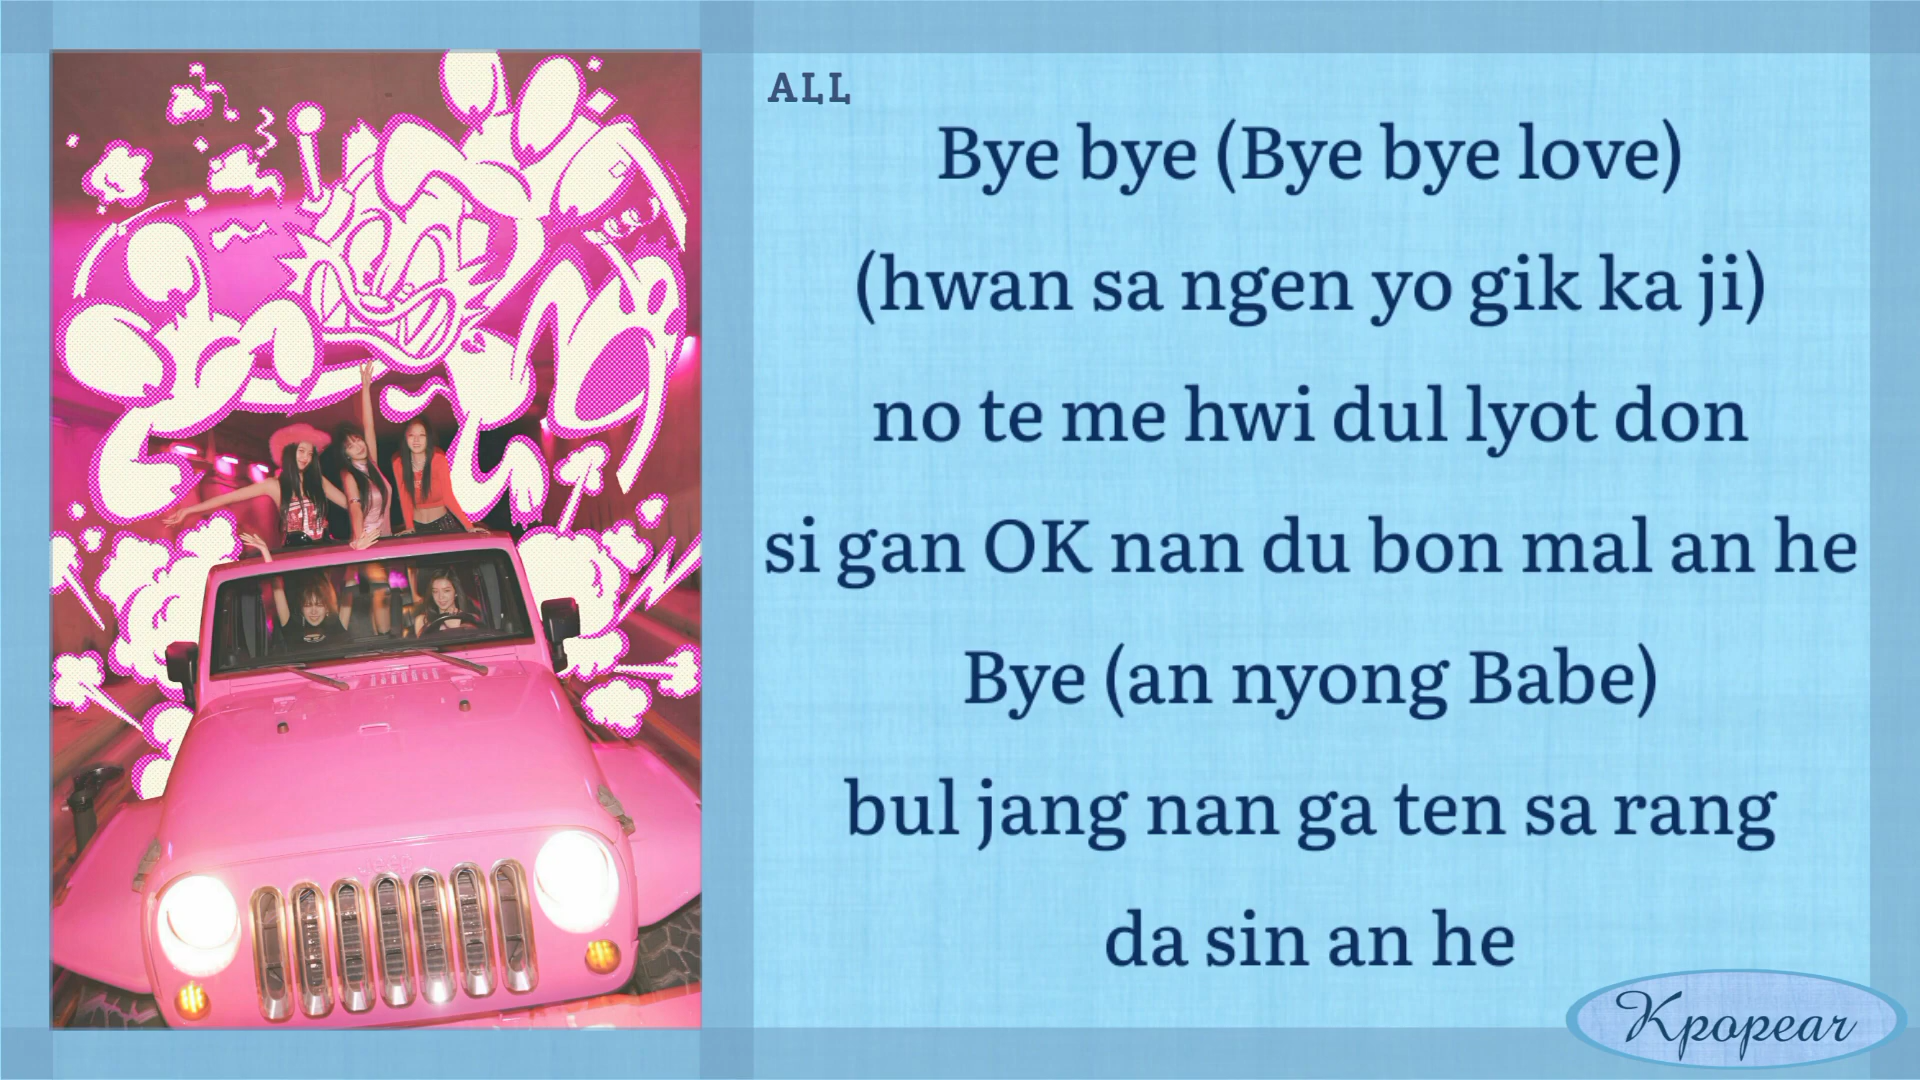 ALL
Bye bye (Bye bye love)
(hwan sa ngen yo gik ka ji)
no te me hwi dul lyot don
si gan OK nan du bon mal an he
Bye (an nyong Babe)
bul jang nan ga ten sa rang
da sin an he
Kpopear